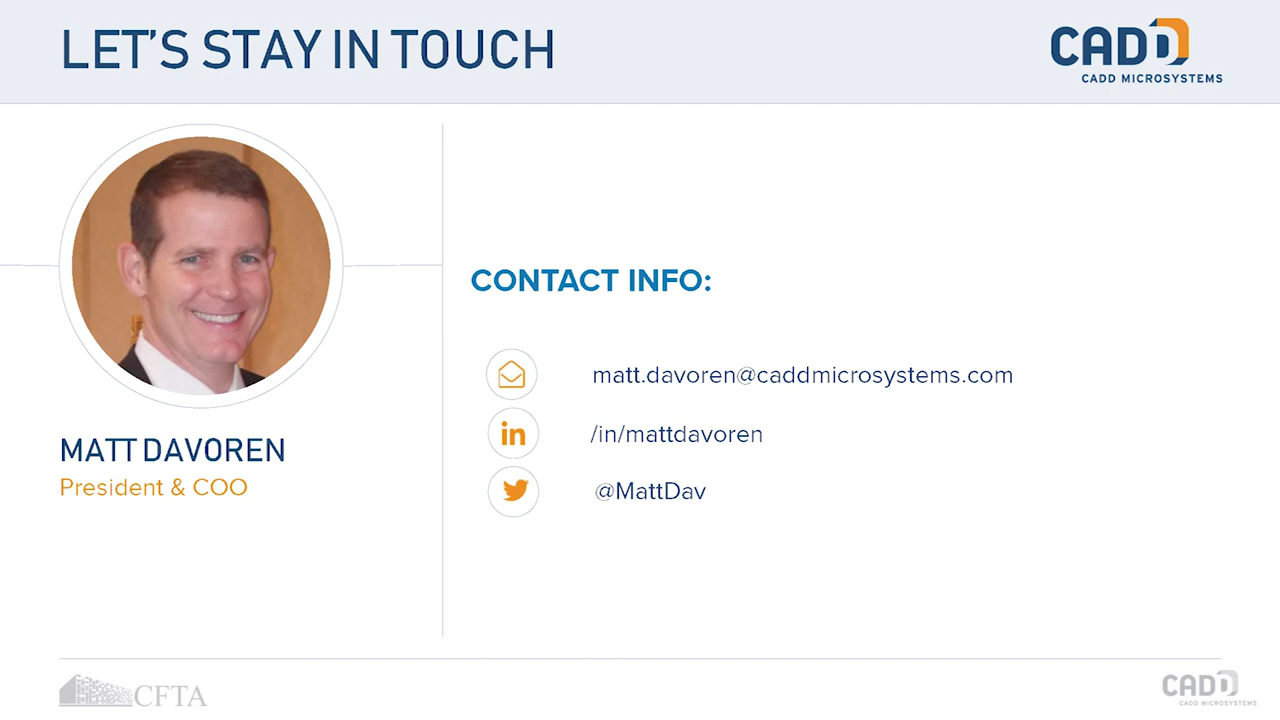 LET'S STAY IN TOUCH
CADD
CADD MICROSYSTEMS
MATT DAVOREN
President & COO
CONTACT INFO:
matt.davoren@caddmicrosystems.com
in
/in/mattdavoren
@MattDav
CFTA
CADD
CADD MICROSYSTEMS